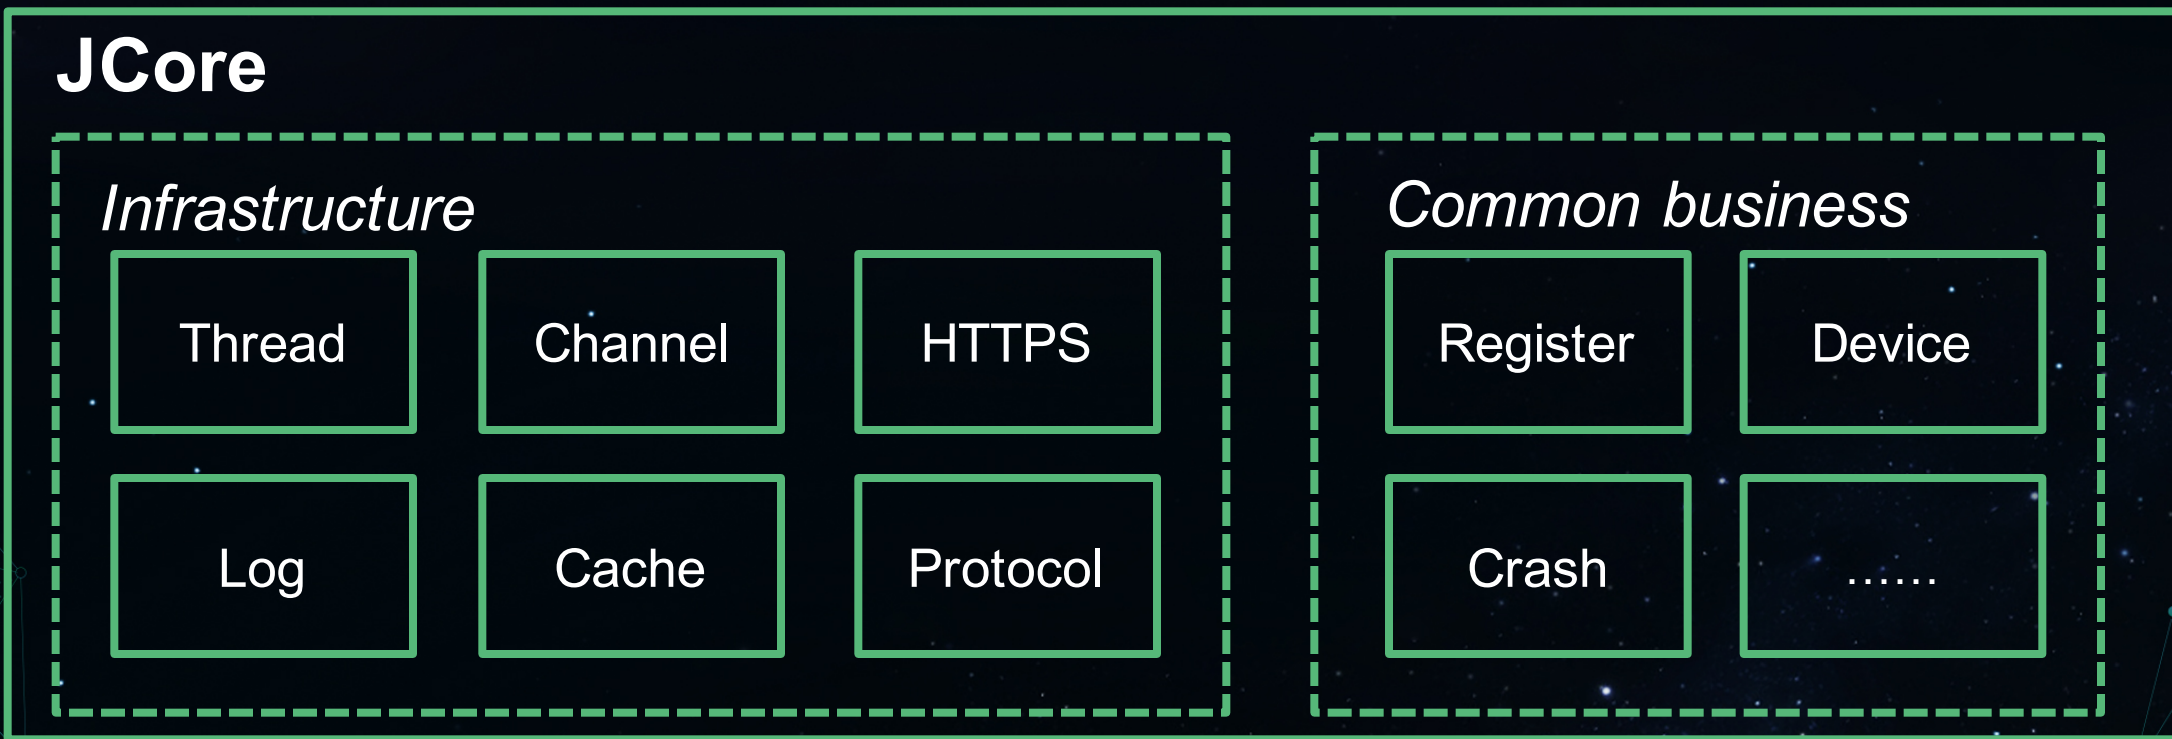 JCore
Infrastructure
Thread
Channel
HTTPS
Log
Cache
Protocol
Common business
Register
Device
Crash
......